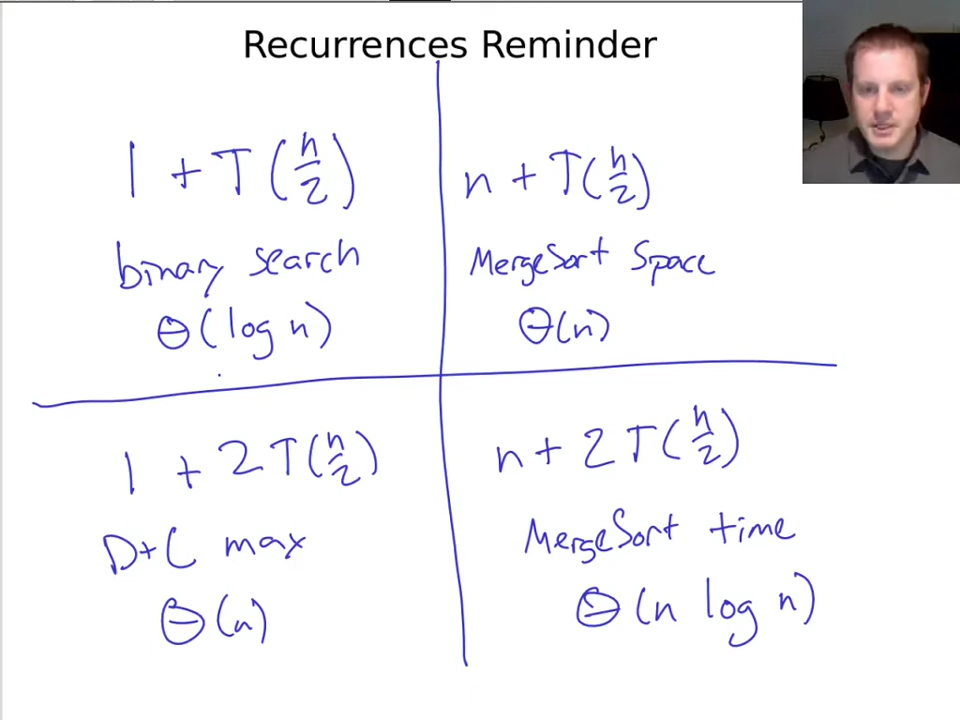 Recurrences Reminder
1 + T(n/2)
binary search
Θ(log n)
n + T(n/2)
MergeSort Space
Θ(n)
1 + 2T(n/2)
D+C max
Θ(n)
n + 2T(n/2)
MergeSort time
Θ(n log n)